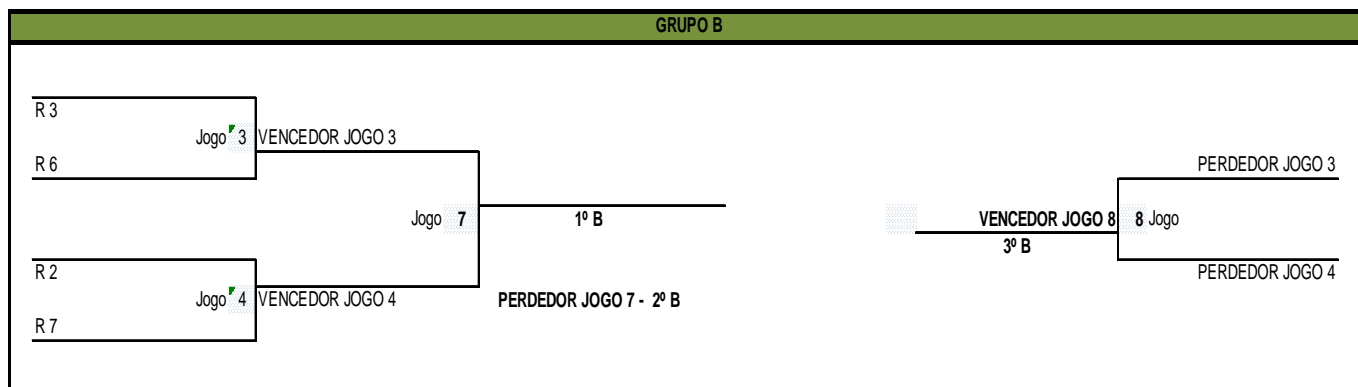 GRUPO B
R 3
Jogo 3 VENCEDOR JOGO 3
R 6
PERDEDOR JOGO 3
Jogo 7
1º B
VENCEDOR JOGO 8 8 Jogo
3º B
R 2
PERDEDOR JOGO 4
Jogo 4 VENCEDOR JOGO 4
PERDEDOR JOGO 7 - 2º B
R 7